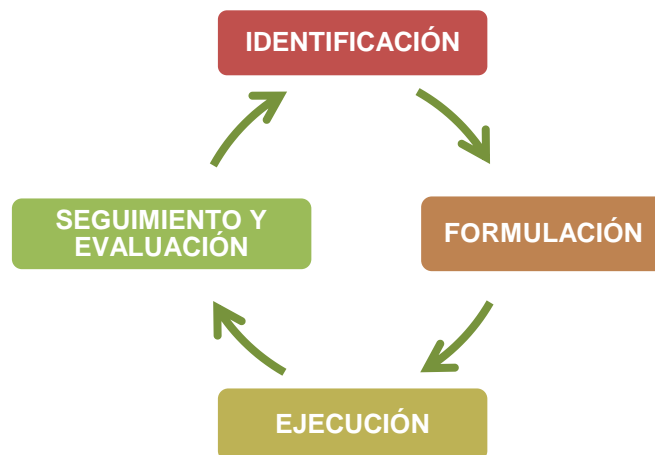 IDENTIFICACIÓN
SEGUIMIENTO Y
EVALUACIÓN
FORMULACIÓN
EJECUCIÓN